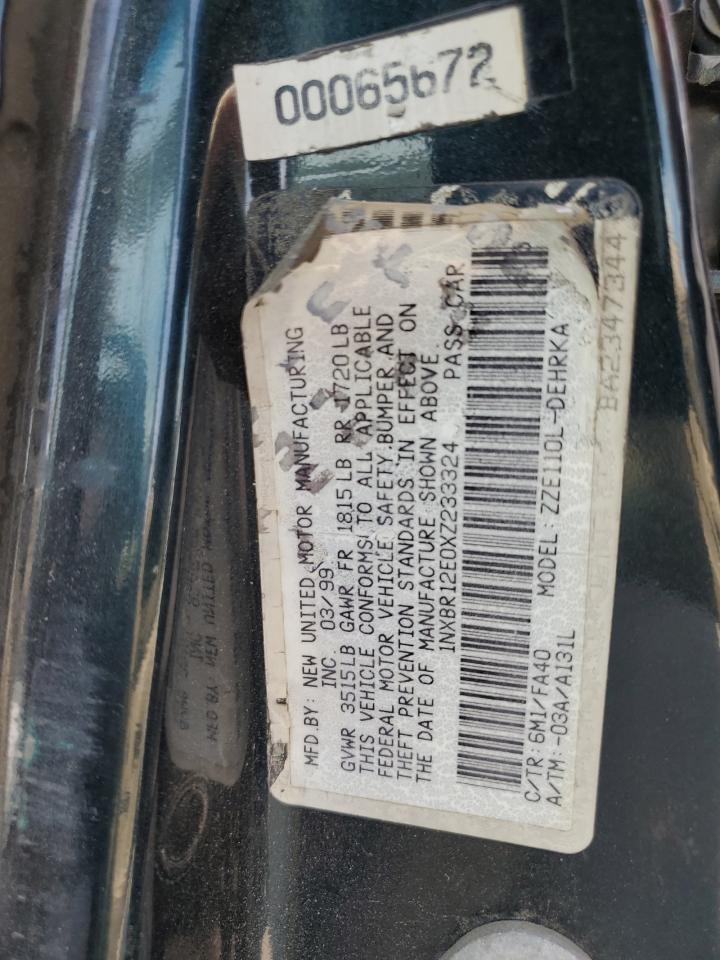 00065672
MFD.BY: NEW UNITED MOTOR MANUFACTURING
INC. 03/99
GVWR 3515LB GAWR FR 1815LB RR 1720LB
THIS VEHICLE CONFORMS TO ALL APPLICABLE
FEDERAL MOTOR VEHICLE SAFETY,BUMPER,AND
THEFT PREVENTION STANDARDS IN EFFECT ON
THE DATE OF MANUFACTURE SHOWN ABOVE.
1NXBR12E0XZ233324 PASS. CAR
C/TR:6M1/FA40 MODEL:ZZE110L-DEHRKA
A/TM:-03A/A131L
BA2347344